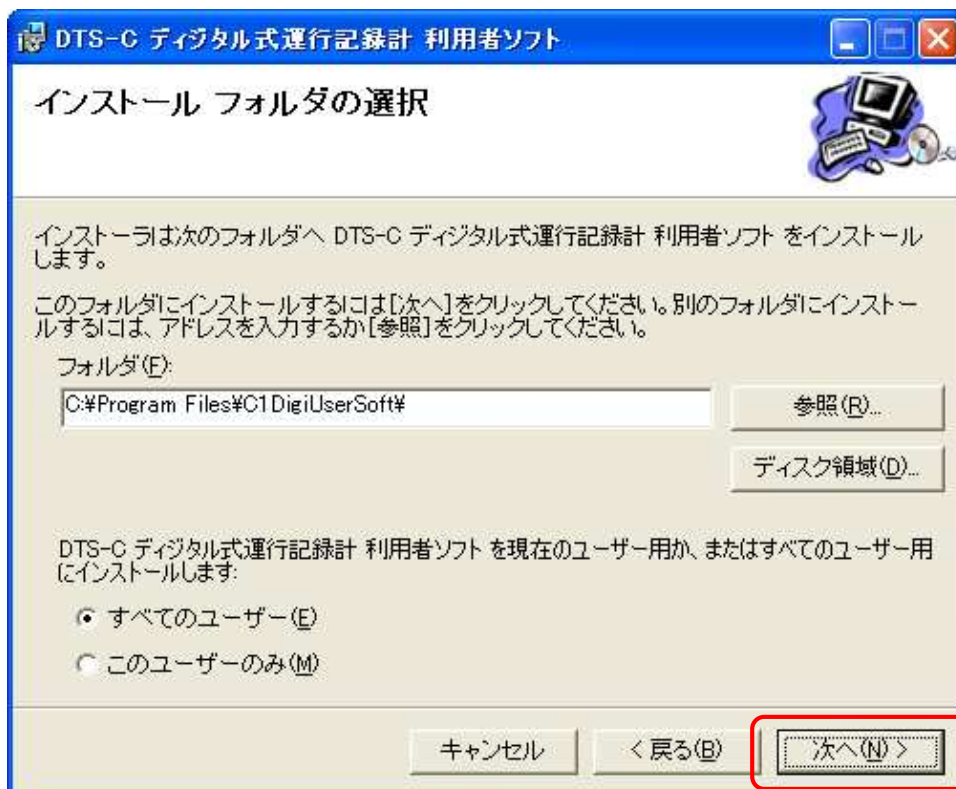 DTS-C ディジタル式運行記録計 利用者ソフト
インストール フォルダの選択
インストーラは次のフォルダへ DTS-C ディジタル式運行記録計 利用者ソフト をインストール
します。
このフォルダにインストールするには[次へ]をクリックしてください。別のフォルダにインストー
ルするには、アドレスを入力するか[参照]をクリックしてください。
フォルダ(F):
C:¥Program Files¥C1DigiUserSoft¥
参照(R)...
ディスク領域(D)...
DTS-C ディジタル式運行記録計 利用者ソフト を現在のユーザー用か、またはすべてのユーザー用
にインストールします:
すべてのユーザー(E)
このユーザーのみ(M)
キャンセル
< 戻る(B)
次へ(N) >